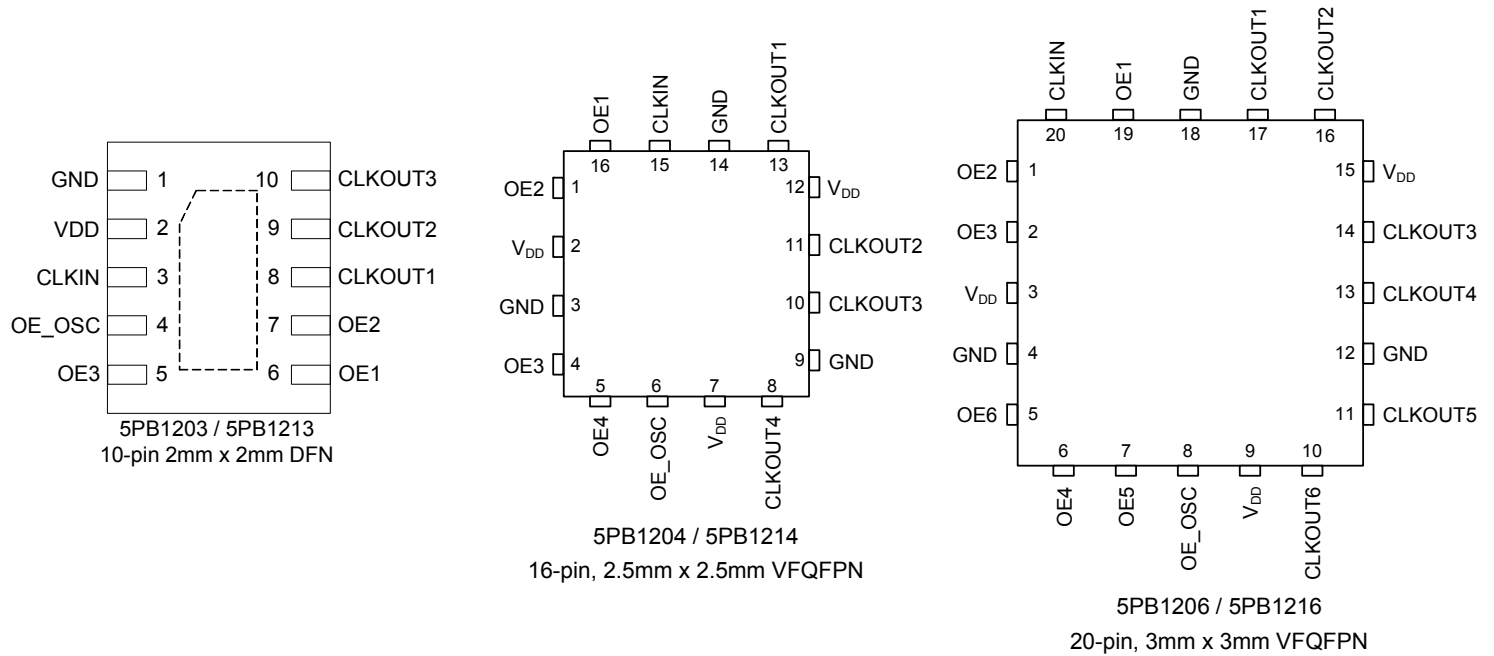 GND 1 10 CLKOUT3
VDD 2 9 CLKOUT2
CLKIN 3 8 CLKOUT1
OE_OSC 4 7 OE2
OE3 5 6 OE1
5PB1203 / 5PB1213
10-pin 2mm x 2mm DFN
OE1 CLKIN GND CLKOUT1
16 15 14 13
OE2 1 12 VDD
VDD 2 11 CLKOUT2
GND 3 10 CLKOUT3
OE3 4 9 GND
5 6 7 8
OE4 OE_OSC VDD CLKOUT4
5PB1204 / 5PB1214
16-pin, 2.5mm x 2.5mm VFQFPN
CLKIN OE1 GND CLKOUT1 CLKOUT2
20 19 18 17 16
OE2 1 15 VDD
OE3 2 14 CLKOUT3
VDD 3 13 CLKOUT4
GND 4 12 GND
OE6 5 11 CLKOUT5
6 7 8 9 10
OE4 OE5 OE_OSC VDD CLKOUT6
5PB1206 / 5PB1216
20-pin, 3mm x 3mm VFQFPN